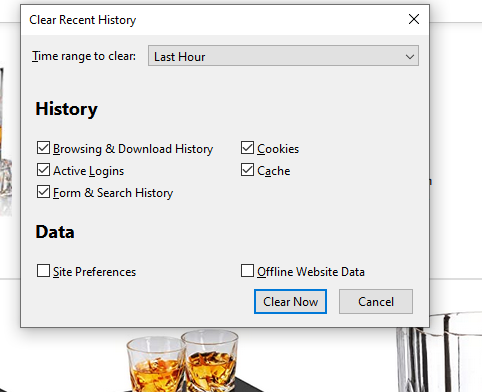 Clear Recent History
Time range to clear: Last Hour
History
Browsing & Download History
Cookies
Active Logins
Cache
Form & Search History
Data
Site Preferences
Offline Website Data
Clear Now
Cancel